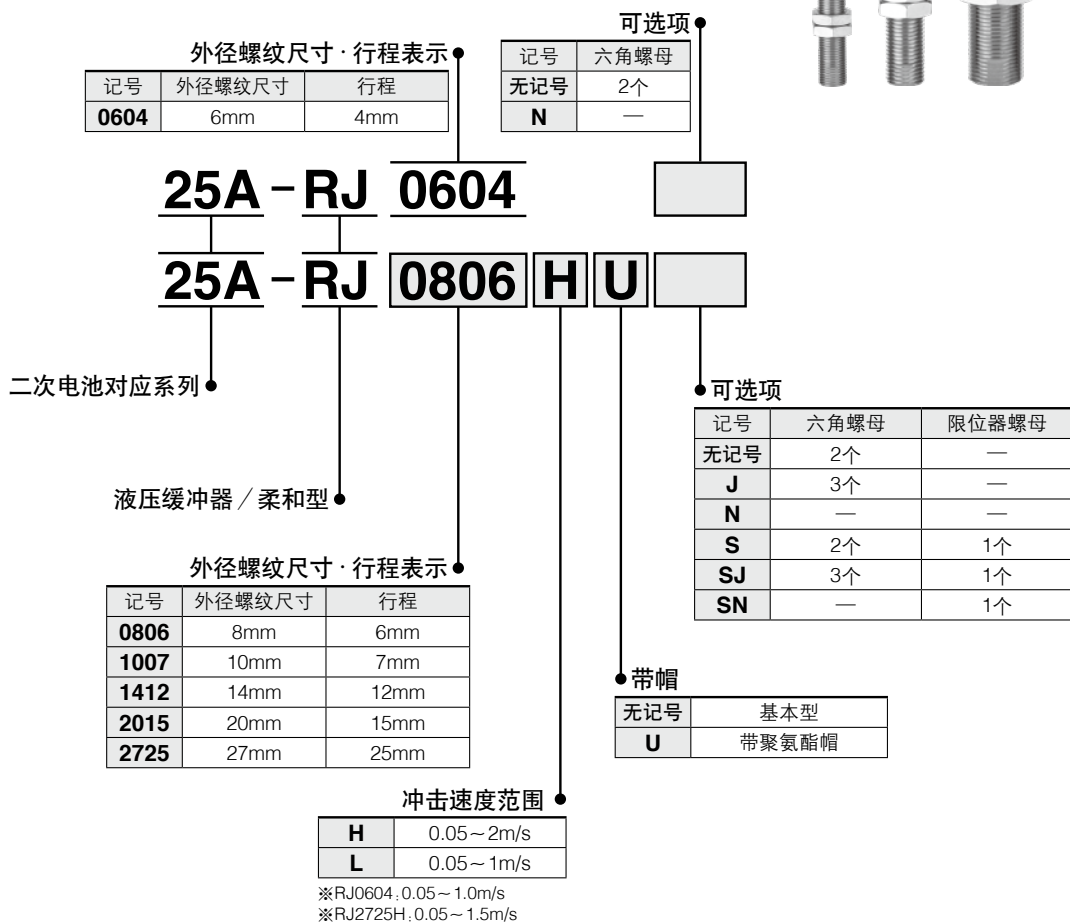 可选项
外径螺纹尺寸·行程表示
记号 六角螺母
无记号 2个
N —
记号 外径螺纹尺寸 行程
0604 6mm 4mm
25A-RJ 0604
25A-RJ 0806 H U
二次电池对应系列
可选项
记号 六角螺母 限位器螺母
无记号 2个 —
J 3个 —
N — —
S 2个 1个
SJ 3个 1个
SN — 1个
液压缓冲器／柔和型
外径螺纹尺寸·行程表示
记号 外径螺纹尺寸 行程
0806 8mm 6mm
1007 10mm 7mm
1412 14mm 12mm
2015 20mm 15mm
2725 27mm 25mm
带帽
无记号 基本型
U 带聚氨酯帽
冲击速度范围
H 0.05～2m/s
L 0.05～1m/s
※RJ0604:0.05～1.0m/s
※RJ2725H:0.05～1.5m/s